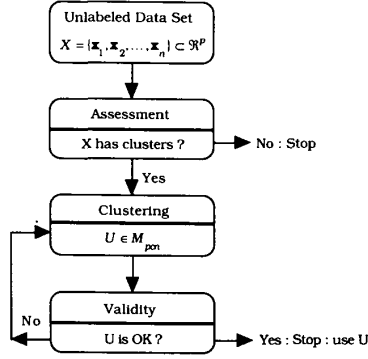 Unlabeled Data Set
X = {x₁, x₂, ..., xₙ} ⊂ ℜᵖ
Assessment
X has clusters ?
No : Stop
Yes
Clustering
U ∈ M_pcn
Validity
No
U is OK ?
Yes : Stop : use U